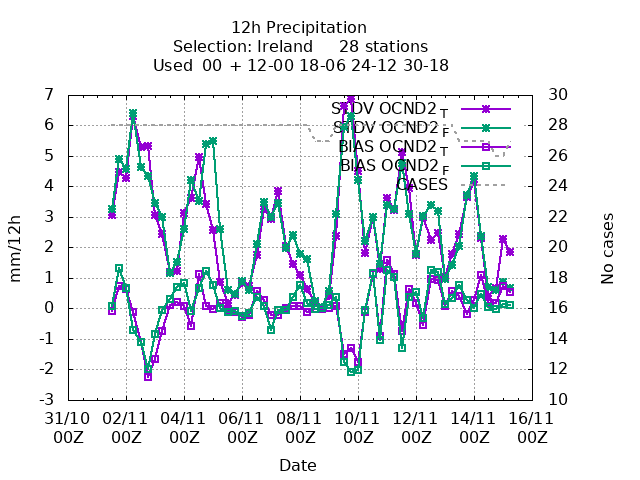 12h Precipitation
Selection: Ireland 28 stations
Used 00 + 12-00 18-06 24-12 30-18
STDV OCND2 T
STDV OCND2 F
BIAS OCND2 T
BIAS OCND2 F
CASES
mm/12h
7
6
5
4
3
2
1
0
-1
-2
-3
No cases
30
28
26
24
22
20
18
16
14
12
10
31/10 02/11 04/11 06/11 08/11 10/11 12/11 14/11 16/11
00Z 00Z 00Z 00Z 00Z 00Z 00Z 00Z 00Z
Date